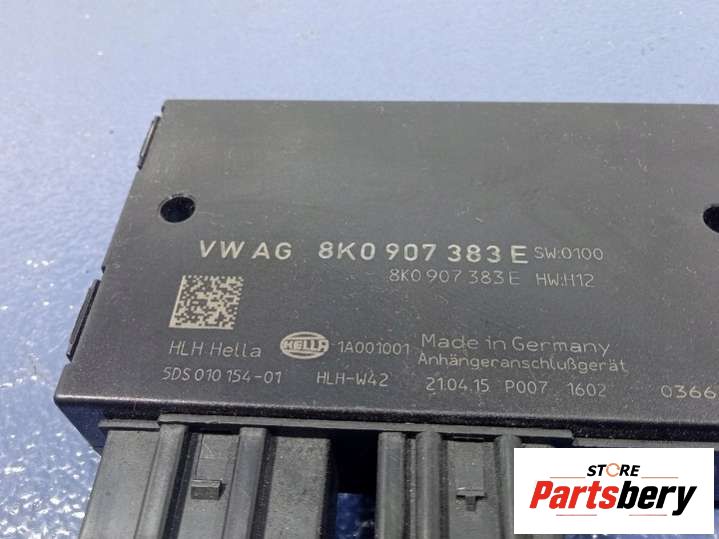 VW AG 8K0 907 383 E SW:0100
8K0 907 383 E HW:H12
HLH Hella HELLA 1A001001 Made in Germany
Anhängeranschlußgerät
5DS 010 154-01 HLH-W42 21.04.15 P007 1602 0366
STORE
Partsbery